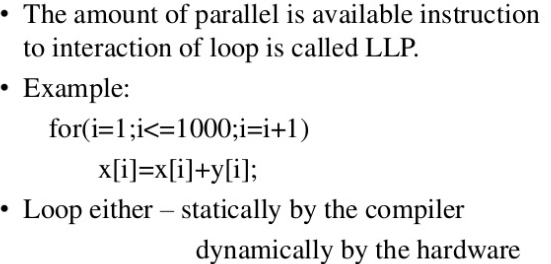 • The amount of parallel is available instruction
to interaction of loop is called LLP.
• Example:
for(i=1;i<=1000;i=i+1)
x[i]=x[i]+y[i];
• Loop either – statically by the compiler
dynamically by the hardware